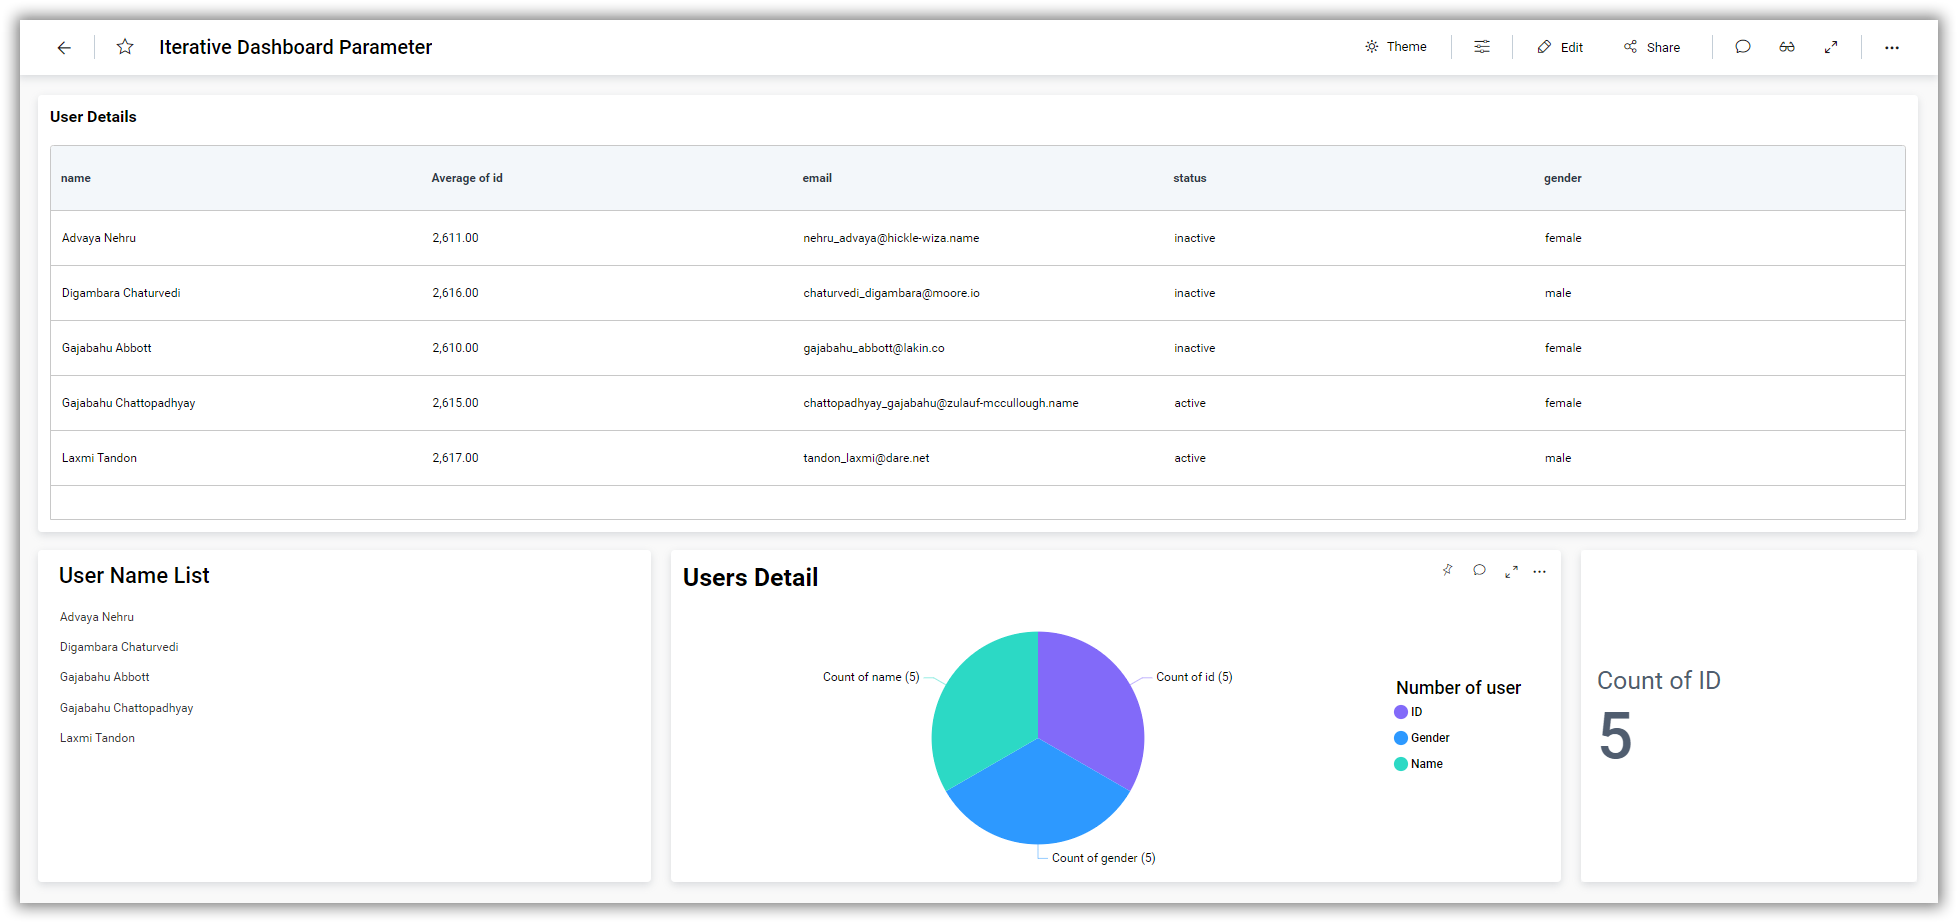 Iterative Dashboard Parameter
Theme
Edit
Share
User Details
name Average of id email status gender
Advaya Nehru 2,611.00 nehru_advaya@hickle-wiza.name inactive female
Digambara Chaturvedi 2,616.00 chaturvedi_digambara@moore.io inactive male
Gajabahu Abbott 2,610.00 gajabahu_abbott@lakin.co inactive female
Gajabahu Chattopadhyay 2,615.00 chattopadhyay_gajabahu@zulauf-mccullough.name active female
Laxmi Tandon 2,617.00 tandon_laxmi@dare.net active male
User Name List
Advaya Nehru
Digambara Chaturvedi
Gajabahu Abbott
Gajabahu Chattopadhyay
Laxmi Tandon
Users Detail
Count of name (5)
Count of id (5)
Count of gender (5)
Number of user
ID
Gender
Name
Count of ID
5